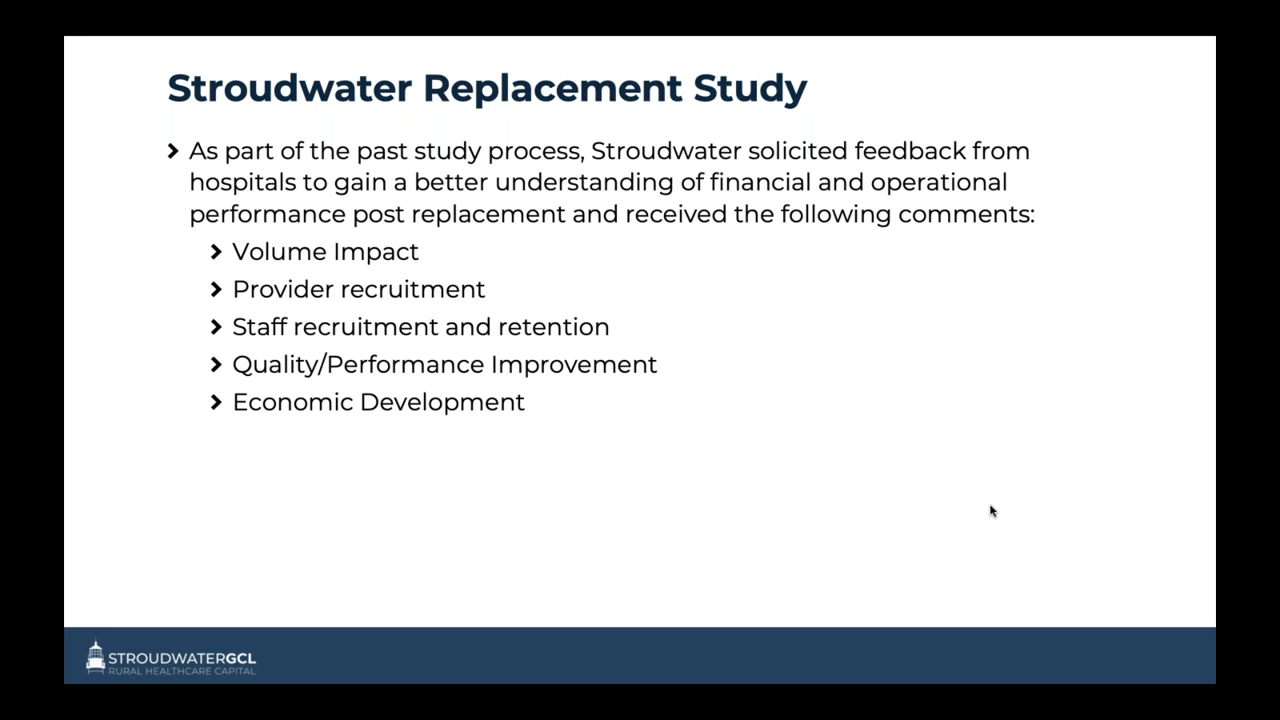 Stroudwater Replacement Study
As part of the past study process, Stroudwater solicited feedback from
hospitals to gain a better understanding of financial and operational
performance post replacement and received the following comments:
Volume Impact
Provider recruitment
Staff recruitment and retention
Quality/Performance Improvement
Economic Development
STROUDWATERGCL
RURAL HEALTHCARE CAPITAL